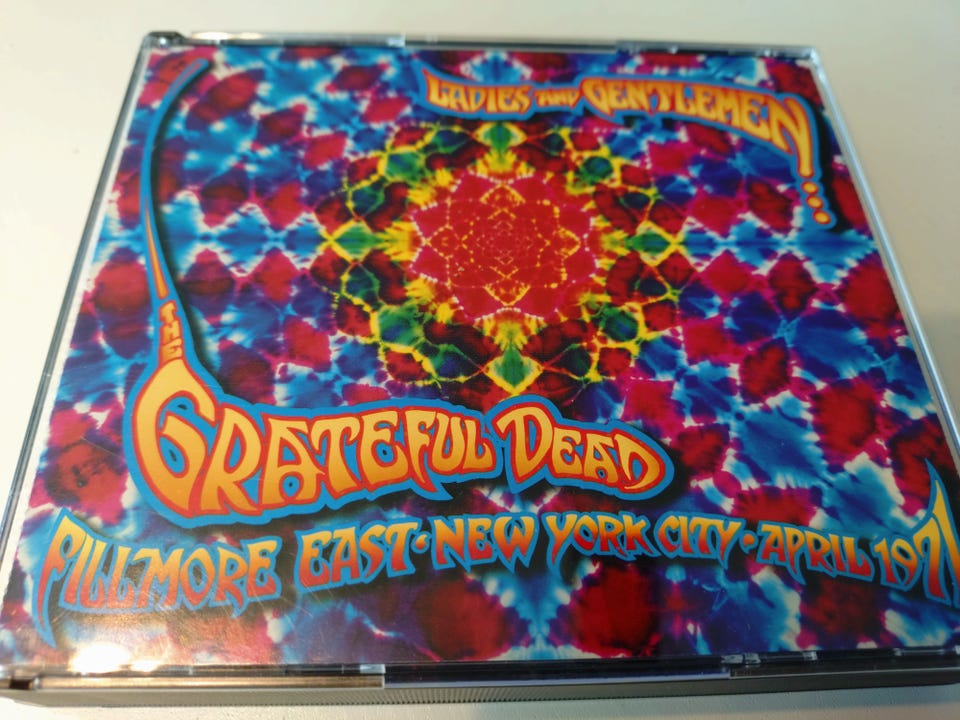 LADIES AND GENTLEMEN...
THE
GRATEFUL DEAD
FILLMORE EAST • NEW YORK CITY • APRIL 1971